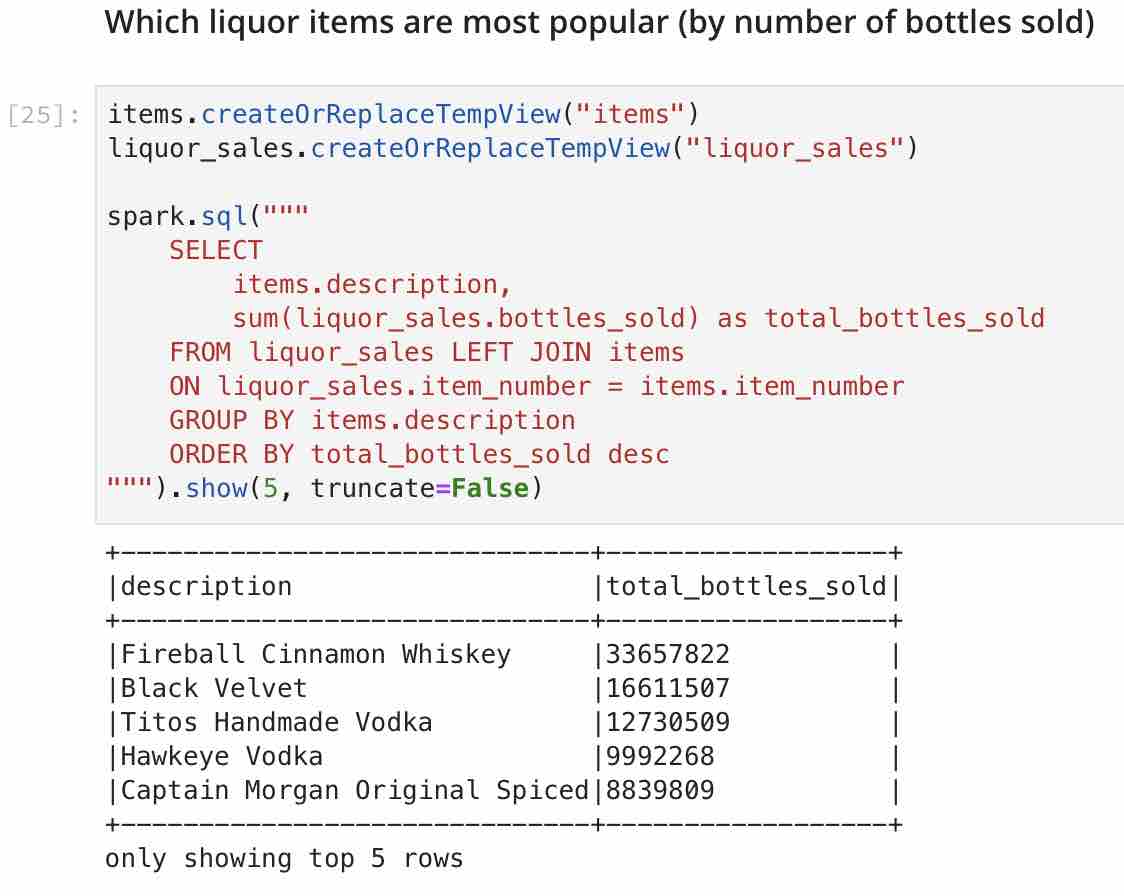 Which liquor items are most popular (by number of bottles sold)
[25]:
items.createOrReplaceTempView("items")
liquor_sales.createOrReplaceTempView("liquor_sales")
spark.sql("""
    SELECT
        items.description,
        sum(liquor_sales.bottles_sold) as total_bottles_sold
    FROM liquor_sales LEFT JOIN items
    ON liquor_sales.item_number = items.item_number
    GROUP BY items.description
    ORDER BY total_bottles_sold desc
""").show(5, truncate=False)
+------------------------------+------------------+
|description                   |total_bottles_sold|
+------------------------------+------------------+
|Fireball Cinnamon Whiskey     |33657822          |
|Black Velvet                  |16611507          |
|Titos Handmade Vodka          |12730509          |
|Hawkeye Vodka                 |9992268           |
|Captain Morgan Original Spiced|8839809           |
+------------------------------+------------------+
only showing top 5 rows